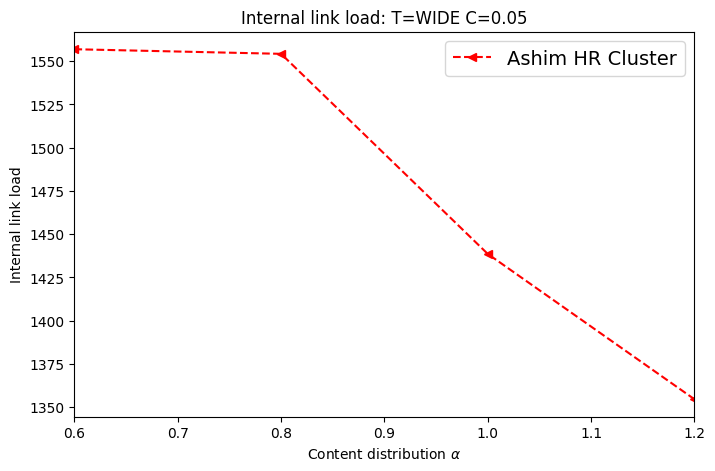 Internal link load: T=WIDE C=0.05
Ashim HR Cluster
Internal link load
1550
1525
1500
1475
1450
1425
1400
1375
1350
0.6 0.7 0.8 0.9 1.0 1.1 1.2
Content distribution α